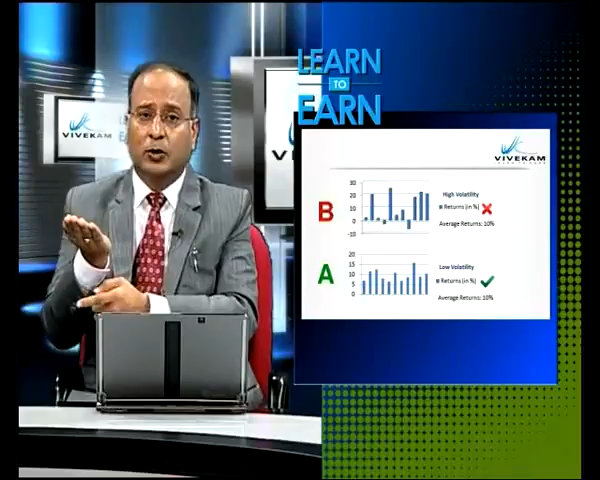 LEARN
TO
EARN
VIVEKAM
VIVEKAM
B
30
20
10
0
-10
High Volatility
Returns (in %)
Average Returns: 10%
A
20
15
10
5
0
Low Volatility
Returns (in %)
Average Returns: 10%